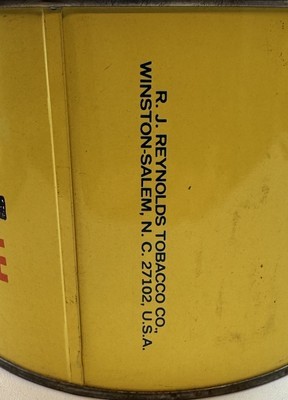 R. J. REYNOLDS TOBACCO CO.,
WINSTON-SALEM, N. C. 27102, U.S.A.